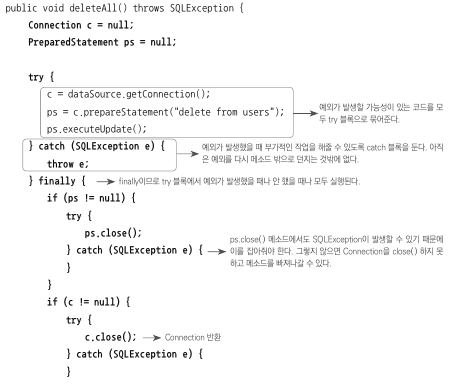 public void deleteAll() throws SQLException {
Connection c = null;
PreparedStatement ps = null;
try {
c = dataSource.getConnection();
ps = c.prepareStatement("delete from users");
ps.executeUpdate();
예외가 발생할 가능성이 있는 코드를 모
두 try 블록으로 묶어준다.
} catch (SQLException e) {
throw e;
예외가 발생했을 때 부가적인 작업을 해줄 수 있도록 catch 블록을 둔다. 아직
은 예외를 다시 메소드 밖으로 던지는 것밖에 없다.
} finally { finally이므로 try 블록에서 예외가 발생했을 때나 안 했을 때나 모두 실행된다.
if (ps != null) {
try {
ps.close();
} catch (SQLException e) {
ps.close() 메소드에서도 SQLException이 발생할 수 있기 때문에
이를 잡아줘야 한다. 그렇지 않으면 Connection을 close() 하지 못
하고 메소드를 빠져나갈 수 있다.
}
}
if (c != null) {
try {
c.close(); Connection 반환
} catch (SQLException e) {
}